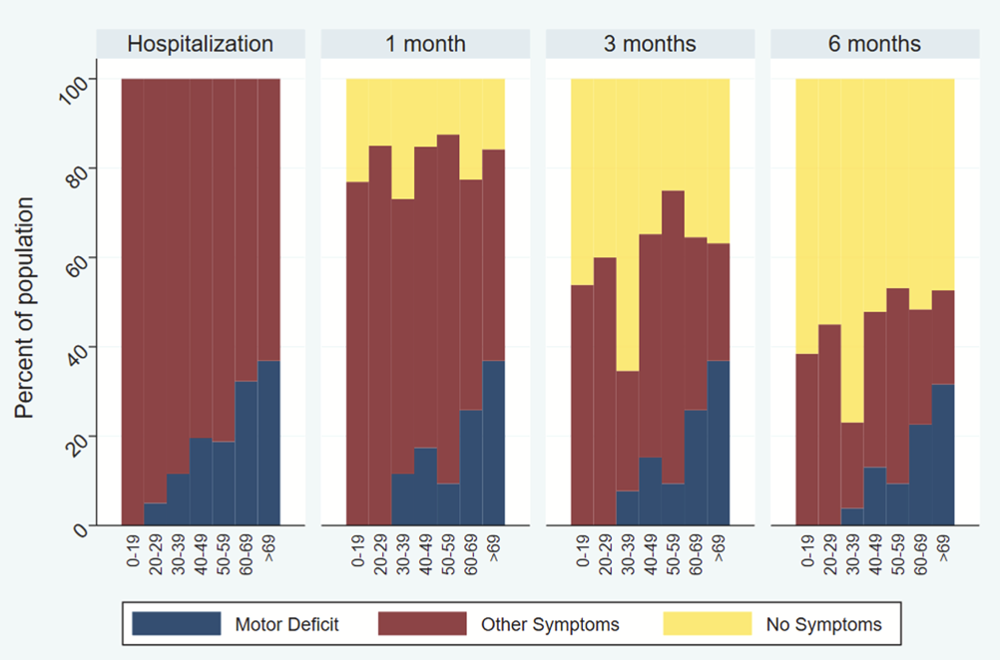 Hospitalization 1 month 3 months 6 months
Percent of population
100
80
60
40
20
0
0-19 20-29 30-39 40-49 50-59 60-69 >69 0-19 20-29 30-39 40-49 50-59 60-69 >69 0-19 20-29 30-39 40-49 50-59 60-69 >69 0-19 20-29 30-39 40-49 50-59 60-69 >69
Motor Deficit Other Symptoms No Symptoms